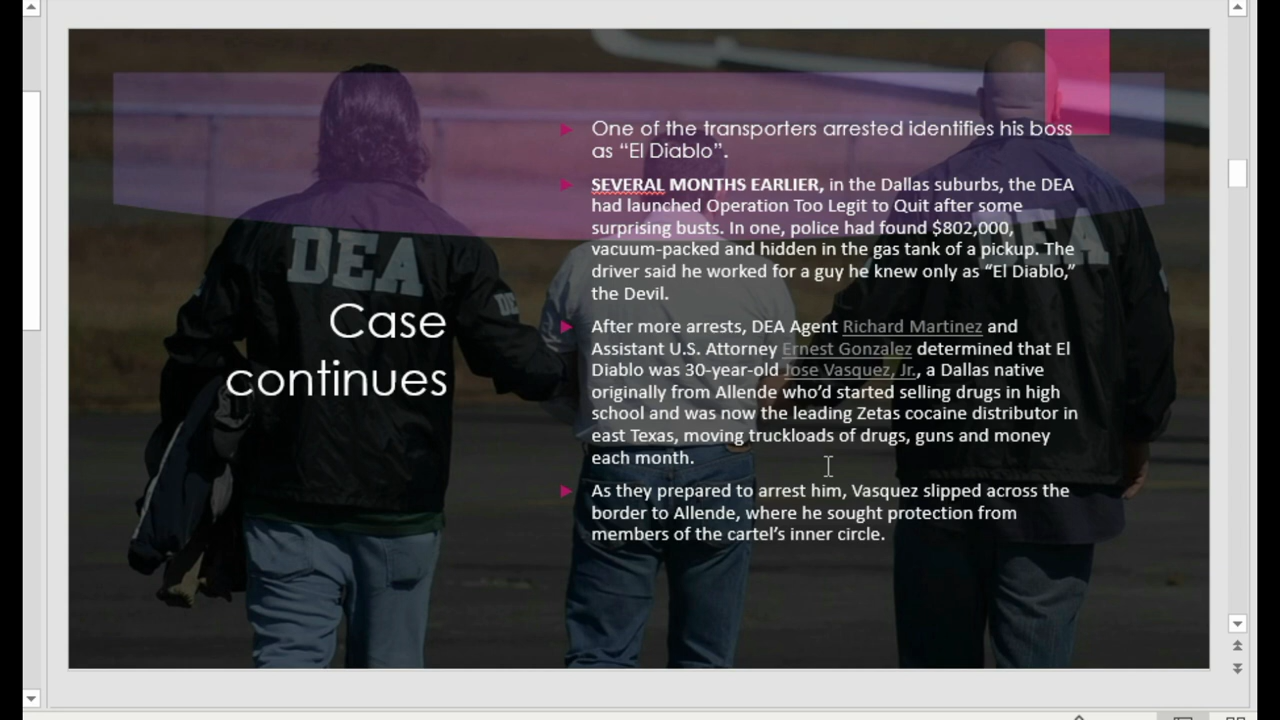 Case
continues
One of the transporters arrested identifies his boss
as “El Diablo”.
SEVERAL MONTHS EARLIER, in the Dallas suburbs, the DEA
had launched Operation Too Legit to Quit after some
surprising busts. In one, police had found $802,000,
vacuum-packed and hidden in the gas tank of a pickup. The
driver said he worked for a guy he knew only as “El Diablo,”
the Devil.
After more arrests, DEA Agent Richard Martinez and
Assistant U.S. Attorney Ernest Gonzalez determined that El
Diablo was 30-year-old Jose Vasquez, Jr., a Dallas native
originally from Allende who’d started selling drugs in high
school and was now the leading Zetas cocaine distributor in
east Texas, moving truckloads of drugs, guns and money
each month.
As they prepared to arrest him, Vasquez slipped across the
border to Allende, where he sought protection from
members of the cartel’s inner circle.
DEA
DE
DEA